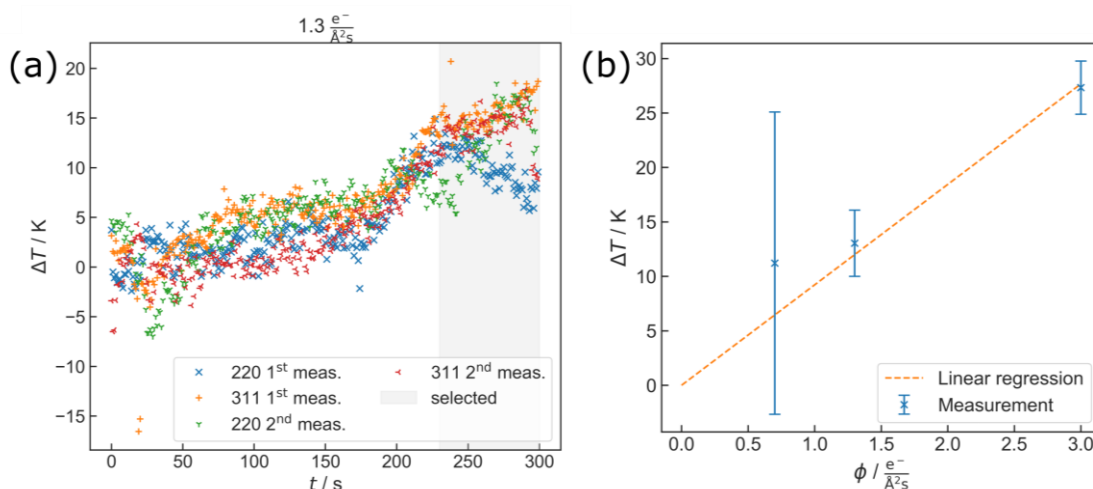 1.3 e⁻/Å²s
(a)
ΔT / K
20
15
10
5
0
−5
−10
−15
0 50 100 150 200 250 300
t / s
220 1st meas.
311 1st meas.
220 2nd meas.
311 2nd meas.
selected
(b)
ΔT / K
30
25
20
15
10
5
0
0.0 0.5 1.0 1.5 2.0 2.5 3.0
ϕ / e⁻/Å²s
Linear regression
Measurement